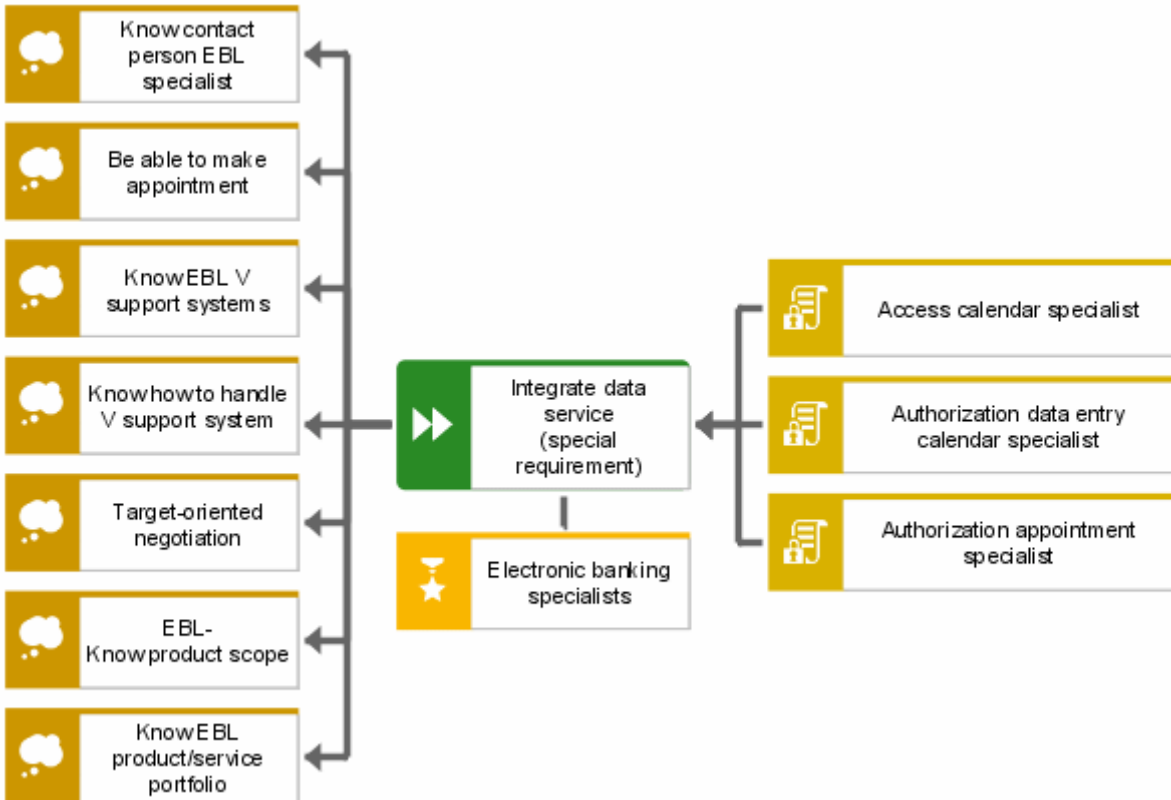 Know contact
person EBL
specialist
Be able to make
appointment
Know EBL V
support systems
Know how to handle
V support system
Target-oriented
negotiation
EBL-
Know product scope
Know EBL
product/service
portfolio
Integrate data
service
(special
requirement)
Electronic banking
specialists
Access calendar specialist
Authorization data entry
calendar specialist
Authorization appointment
specialist